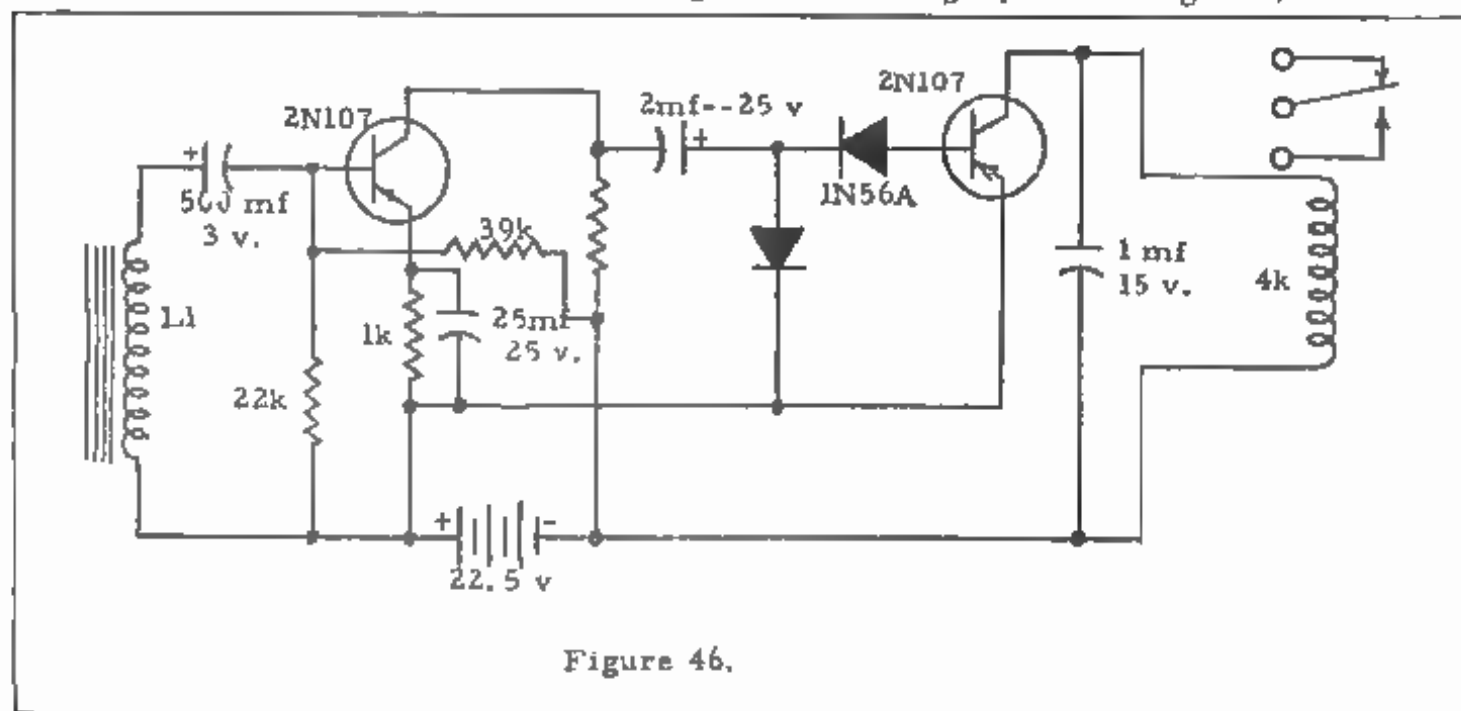 2N107
2N107
2mf--25 v
+
+
500 mf
3 v.
1N56A
39k
L1
1k
25mf
25 v.
1 mf
15 v.
4k
22k
+
-
22.5 v
Figure 46.